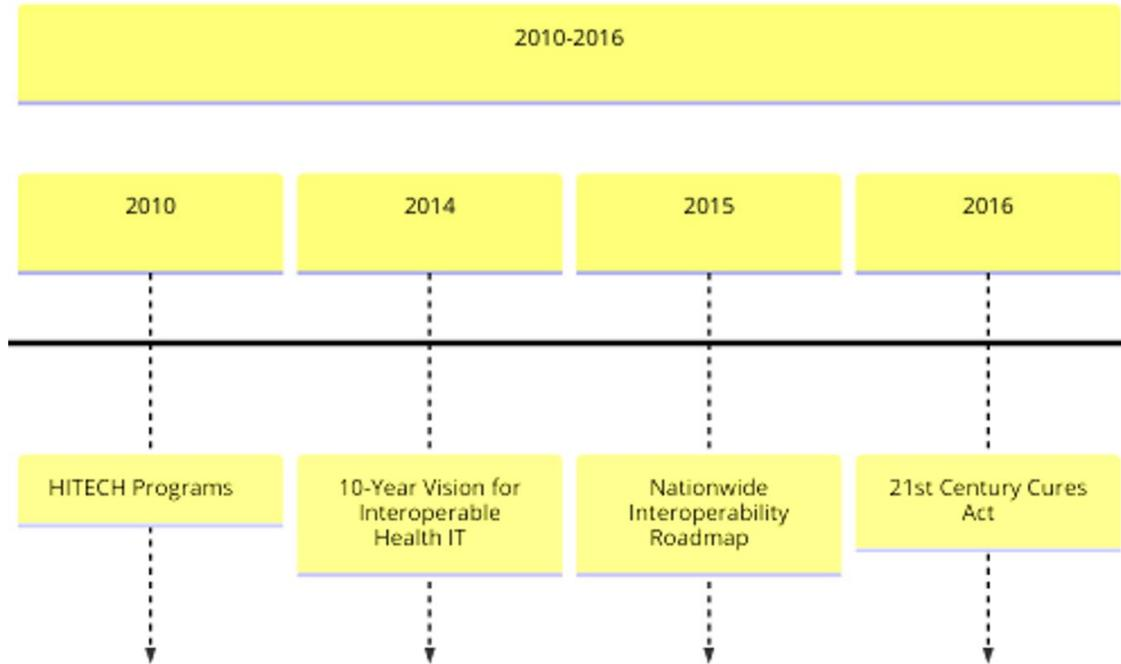 2010-2016
2010
2014
2015
2016
HITECH Programs
10-Year Vision for
Interoperable
Health IT
Nationwide
Interoperability
Roadmap
21st Century Cures
Act